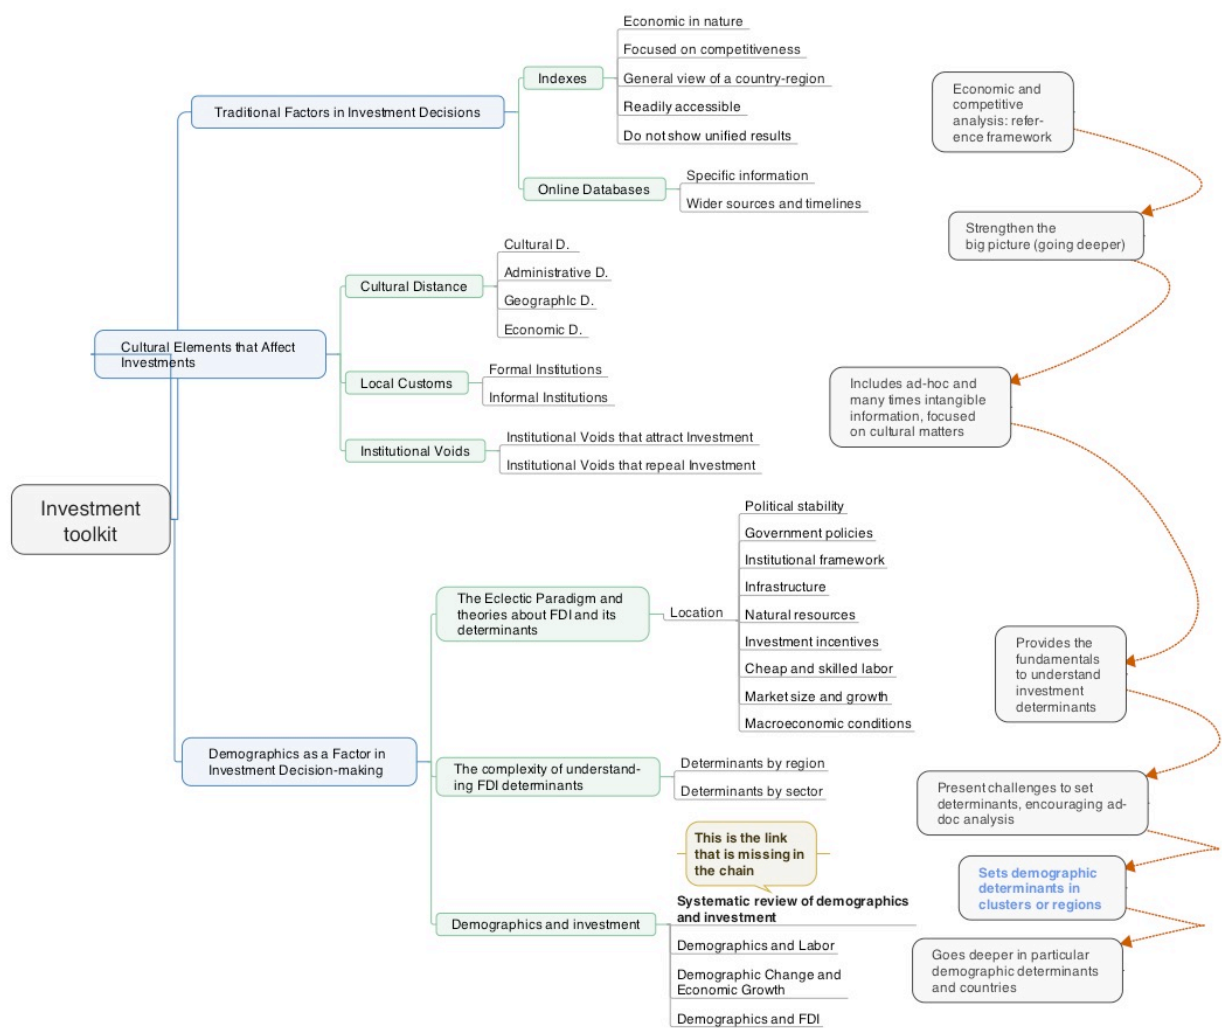 Economic in nature
Focused on competitiveness
Indexes
General view of a country-region
Readily accessible
Do not show unified results
Traditional Factors in Investment Decisions
Online Databases
Specific information
Wider sources and timelines
Economic and
competitive
analysis: refer-
ence framework
Strengthen the
big picture (going deeper)
Cultural D.
Administrative D.
Cultural Distance
Geographic D.
Economic D.
Cultural Elements that Affect
Investments
Local Customs
Formal Institutions
Informal Institutions
Institutional Voids
Institutional Voids that attract Investment
Institutional Voids that repeal Investment
Includes ad-hoc and
many times intangible
information, focused
on cultural matters
Investment
toolkit
Political stability
Government policies
Institutional framework
Infrastructure
The Eclectic Paradigm and
theories about FDI and its
determinants
Location
Natural resources
Investment incentives
Cheap and skilled labor
Market size and growth
Macroeconomic conditions
Provides the
fundamentals
to understand
investment
determinants
Demographics as a Factor in
Investment Decision-making
The complexity of understand-
ing FDI determinants
Determinants by region
Determinants by sector
Present challenges to set
determinants, encouraging ad-
doc analysis
This is the link
that is missing in
the chain
Systematic review of demographics
and investment
Demographics and investment
Demographics and Labor
Demographic Change and
Economic Growth
Demographics and FDI
Sets demographic
determinants in
clusters or regions
Goes deeper in particular
demographic determinants
and countries